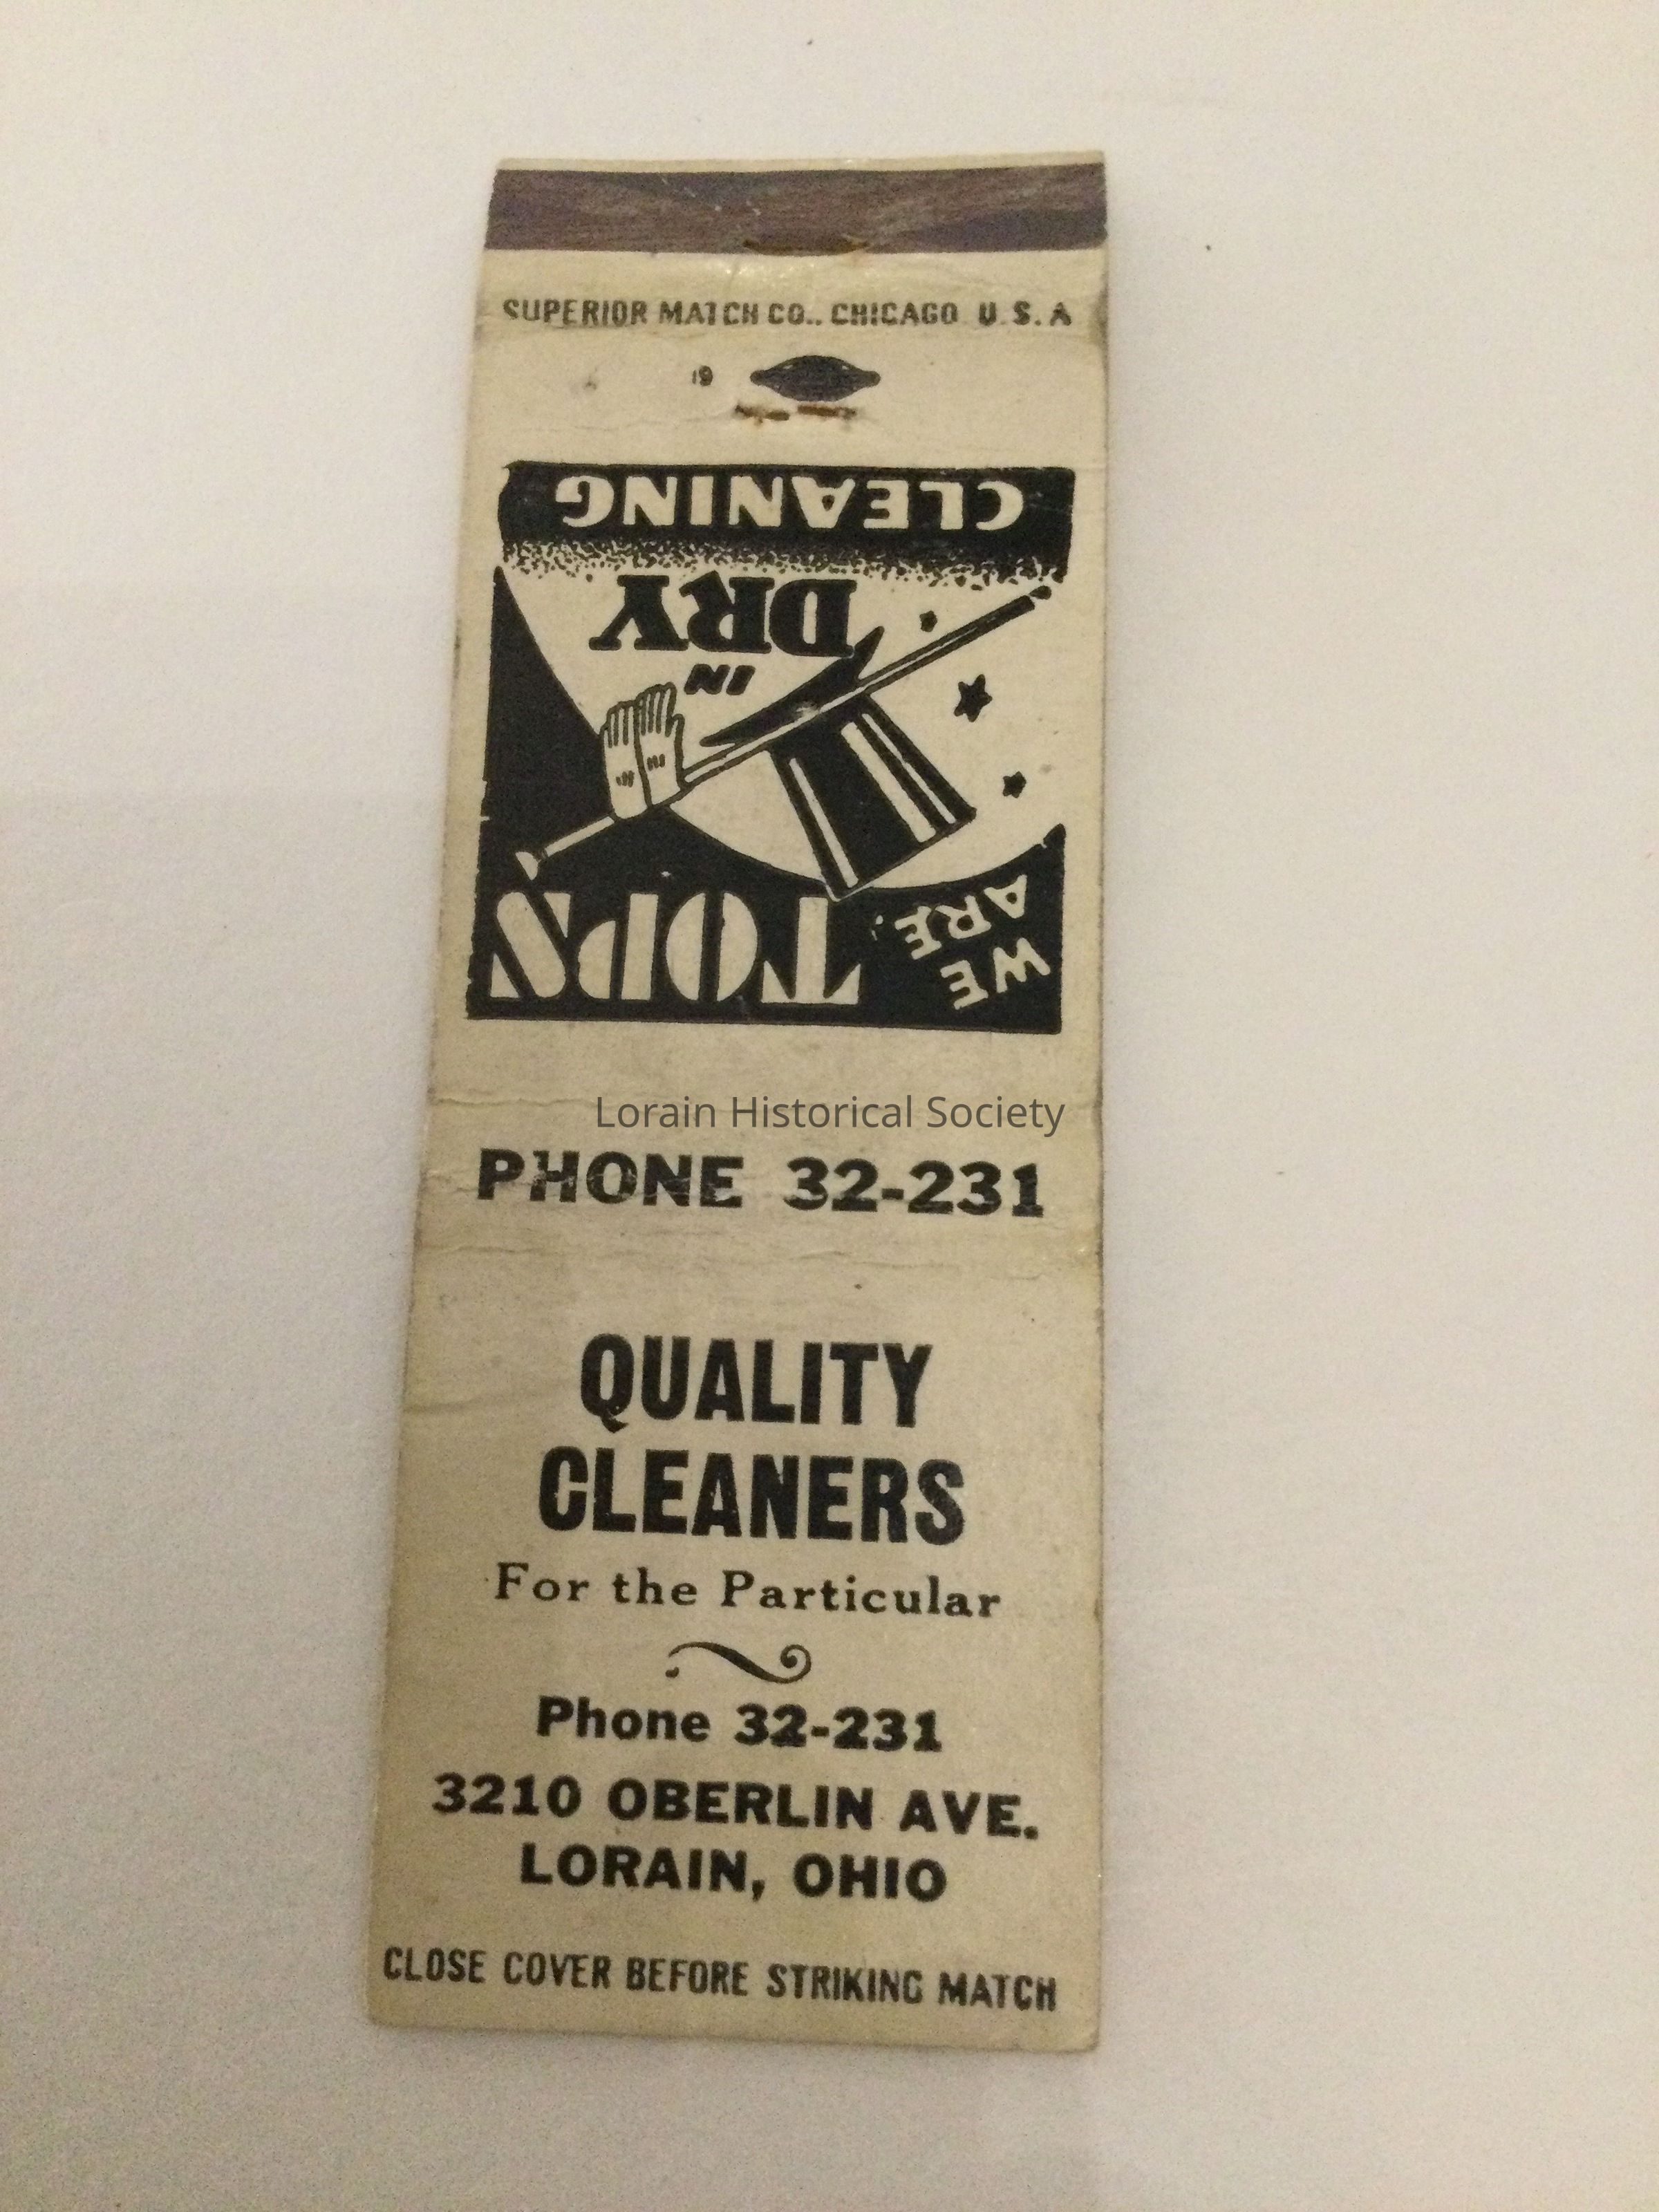 SUPERIOR MATCH CO., CHICAGO U.S.A
19
WE
ARE
TOPS
IN
DRY
CLEANING
Lorain Historical Society
PHONE 32-231
QUALITY
CLEANERS
For the Particular
Phone 32-231
3210 OBERLIN AVE.
LORAIN, OHIO
CLOSE COVER BEFORE STRIKING MATCH